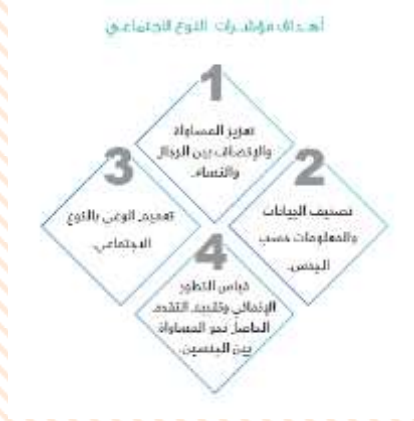 أهداف مؤشرات النوع الاجتماعي
1
تعزيز المساواة
والإنصاف بين الرجال
والنساء.
2
تصنيف البيانات
والمعلومات حسب
الجنس.
3
تعميم الوعي بالنوع
الاجتماعي.
4
قياس التطور
الإنمائي وتقييم التقدم
الحاصل نحو المساواة
بين الجنسين.